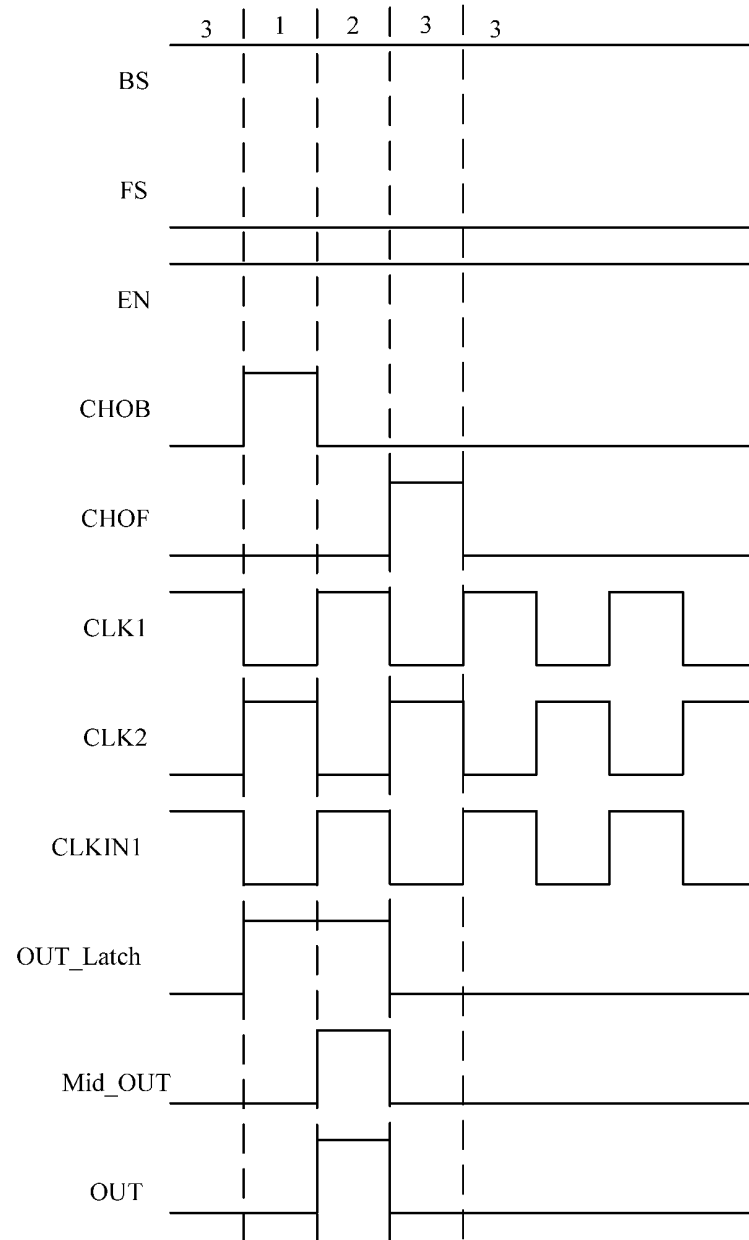 3 1 2 3 3
BS
FS
EN
CHOB
CHOF
CLK1
CLK2
CLKIN1
OUT_Latch
Mid_OUT
OUT